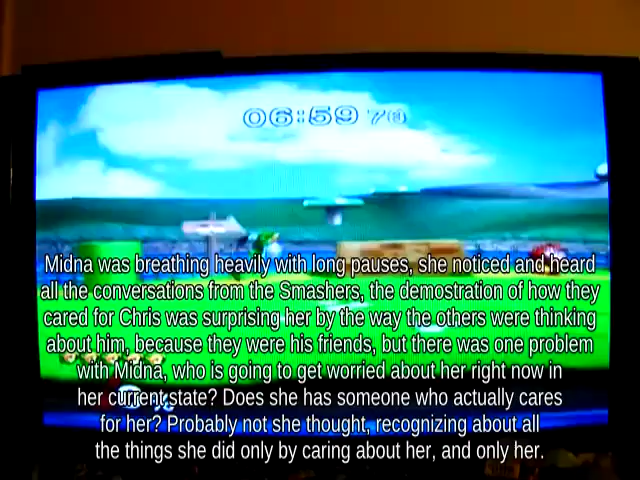 06:59 78
Midna was breathing heavily with long pauses, she noticed and heard
all the conversations from the Smashers, the demostration of how they
cared for Chris was surprising her by the way the others were thinking
about him, because they were his friends, but there was one problem
with Midna, who is going to get worried about her right now in
her current state? Does she has someone who actually cares
for her? Probably not she thought, recognizing about all
the things she did only by caring about her, and only her.